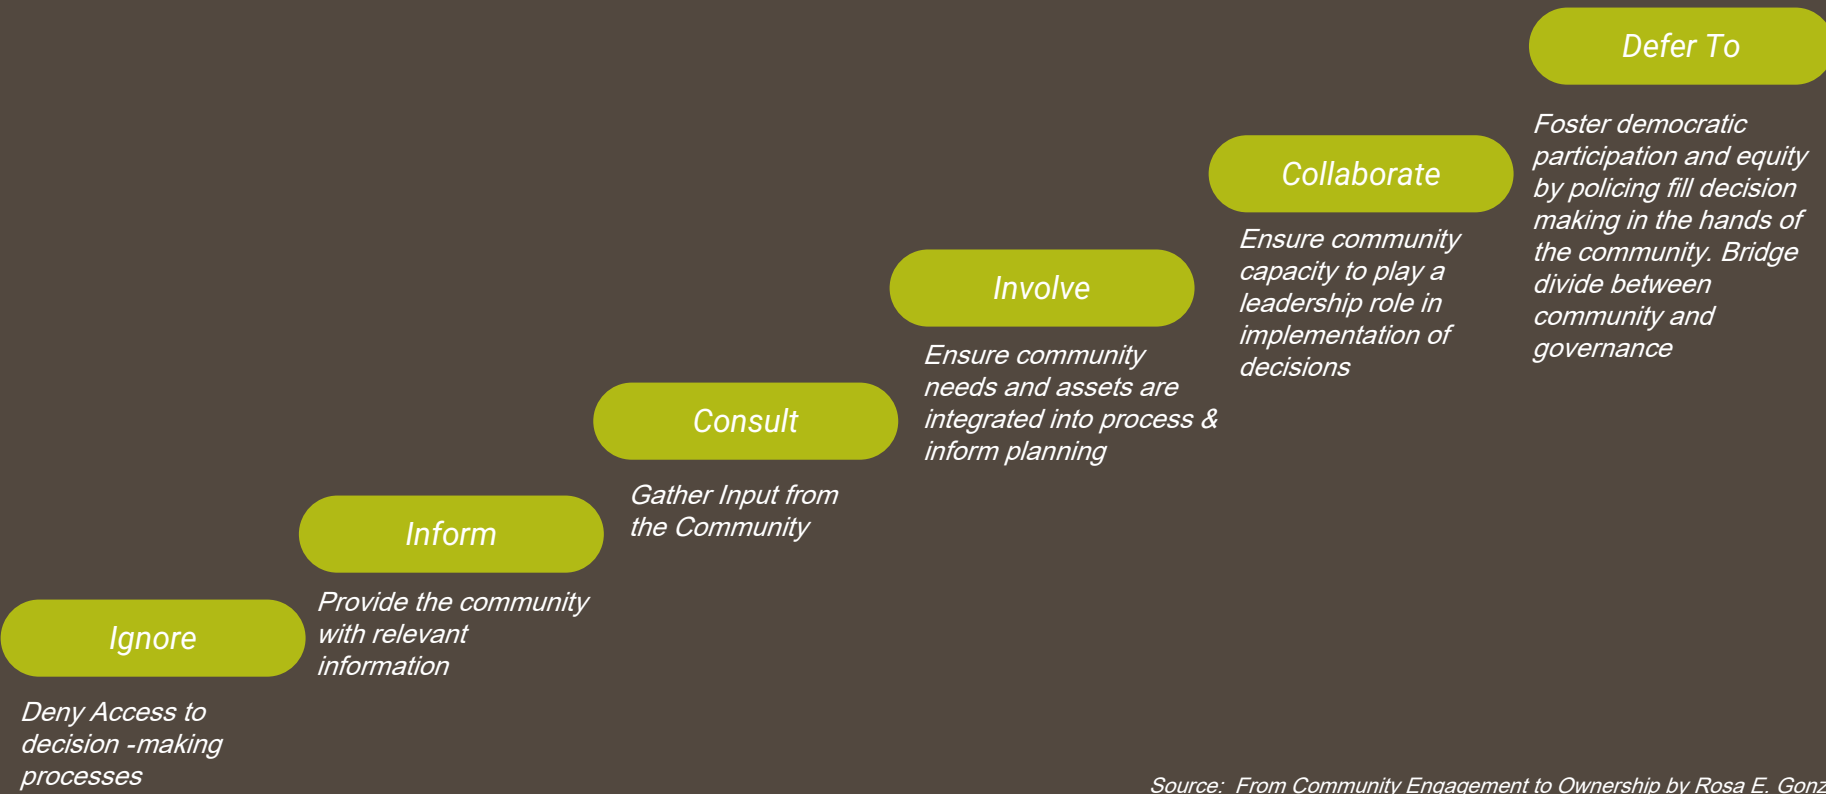 Defer To
Foster democratic
participation and equity
by policing fill decision
making in the hands of
the community. Bridge
divide between
community and
governance
Collaborate
Ensure community
capacity to play a
leadership role in
implementation of
decisions
Involve
Ensure community
needs and assets are
integrated into process &
inform planning
Consult
Gather Input from
the Community
Inform
Provide the community
with relevant
information
Ignore
Deny Access to
decision -making
processes
Source: From Community Engagement to Ownership by Rosa E. Gonz